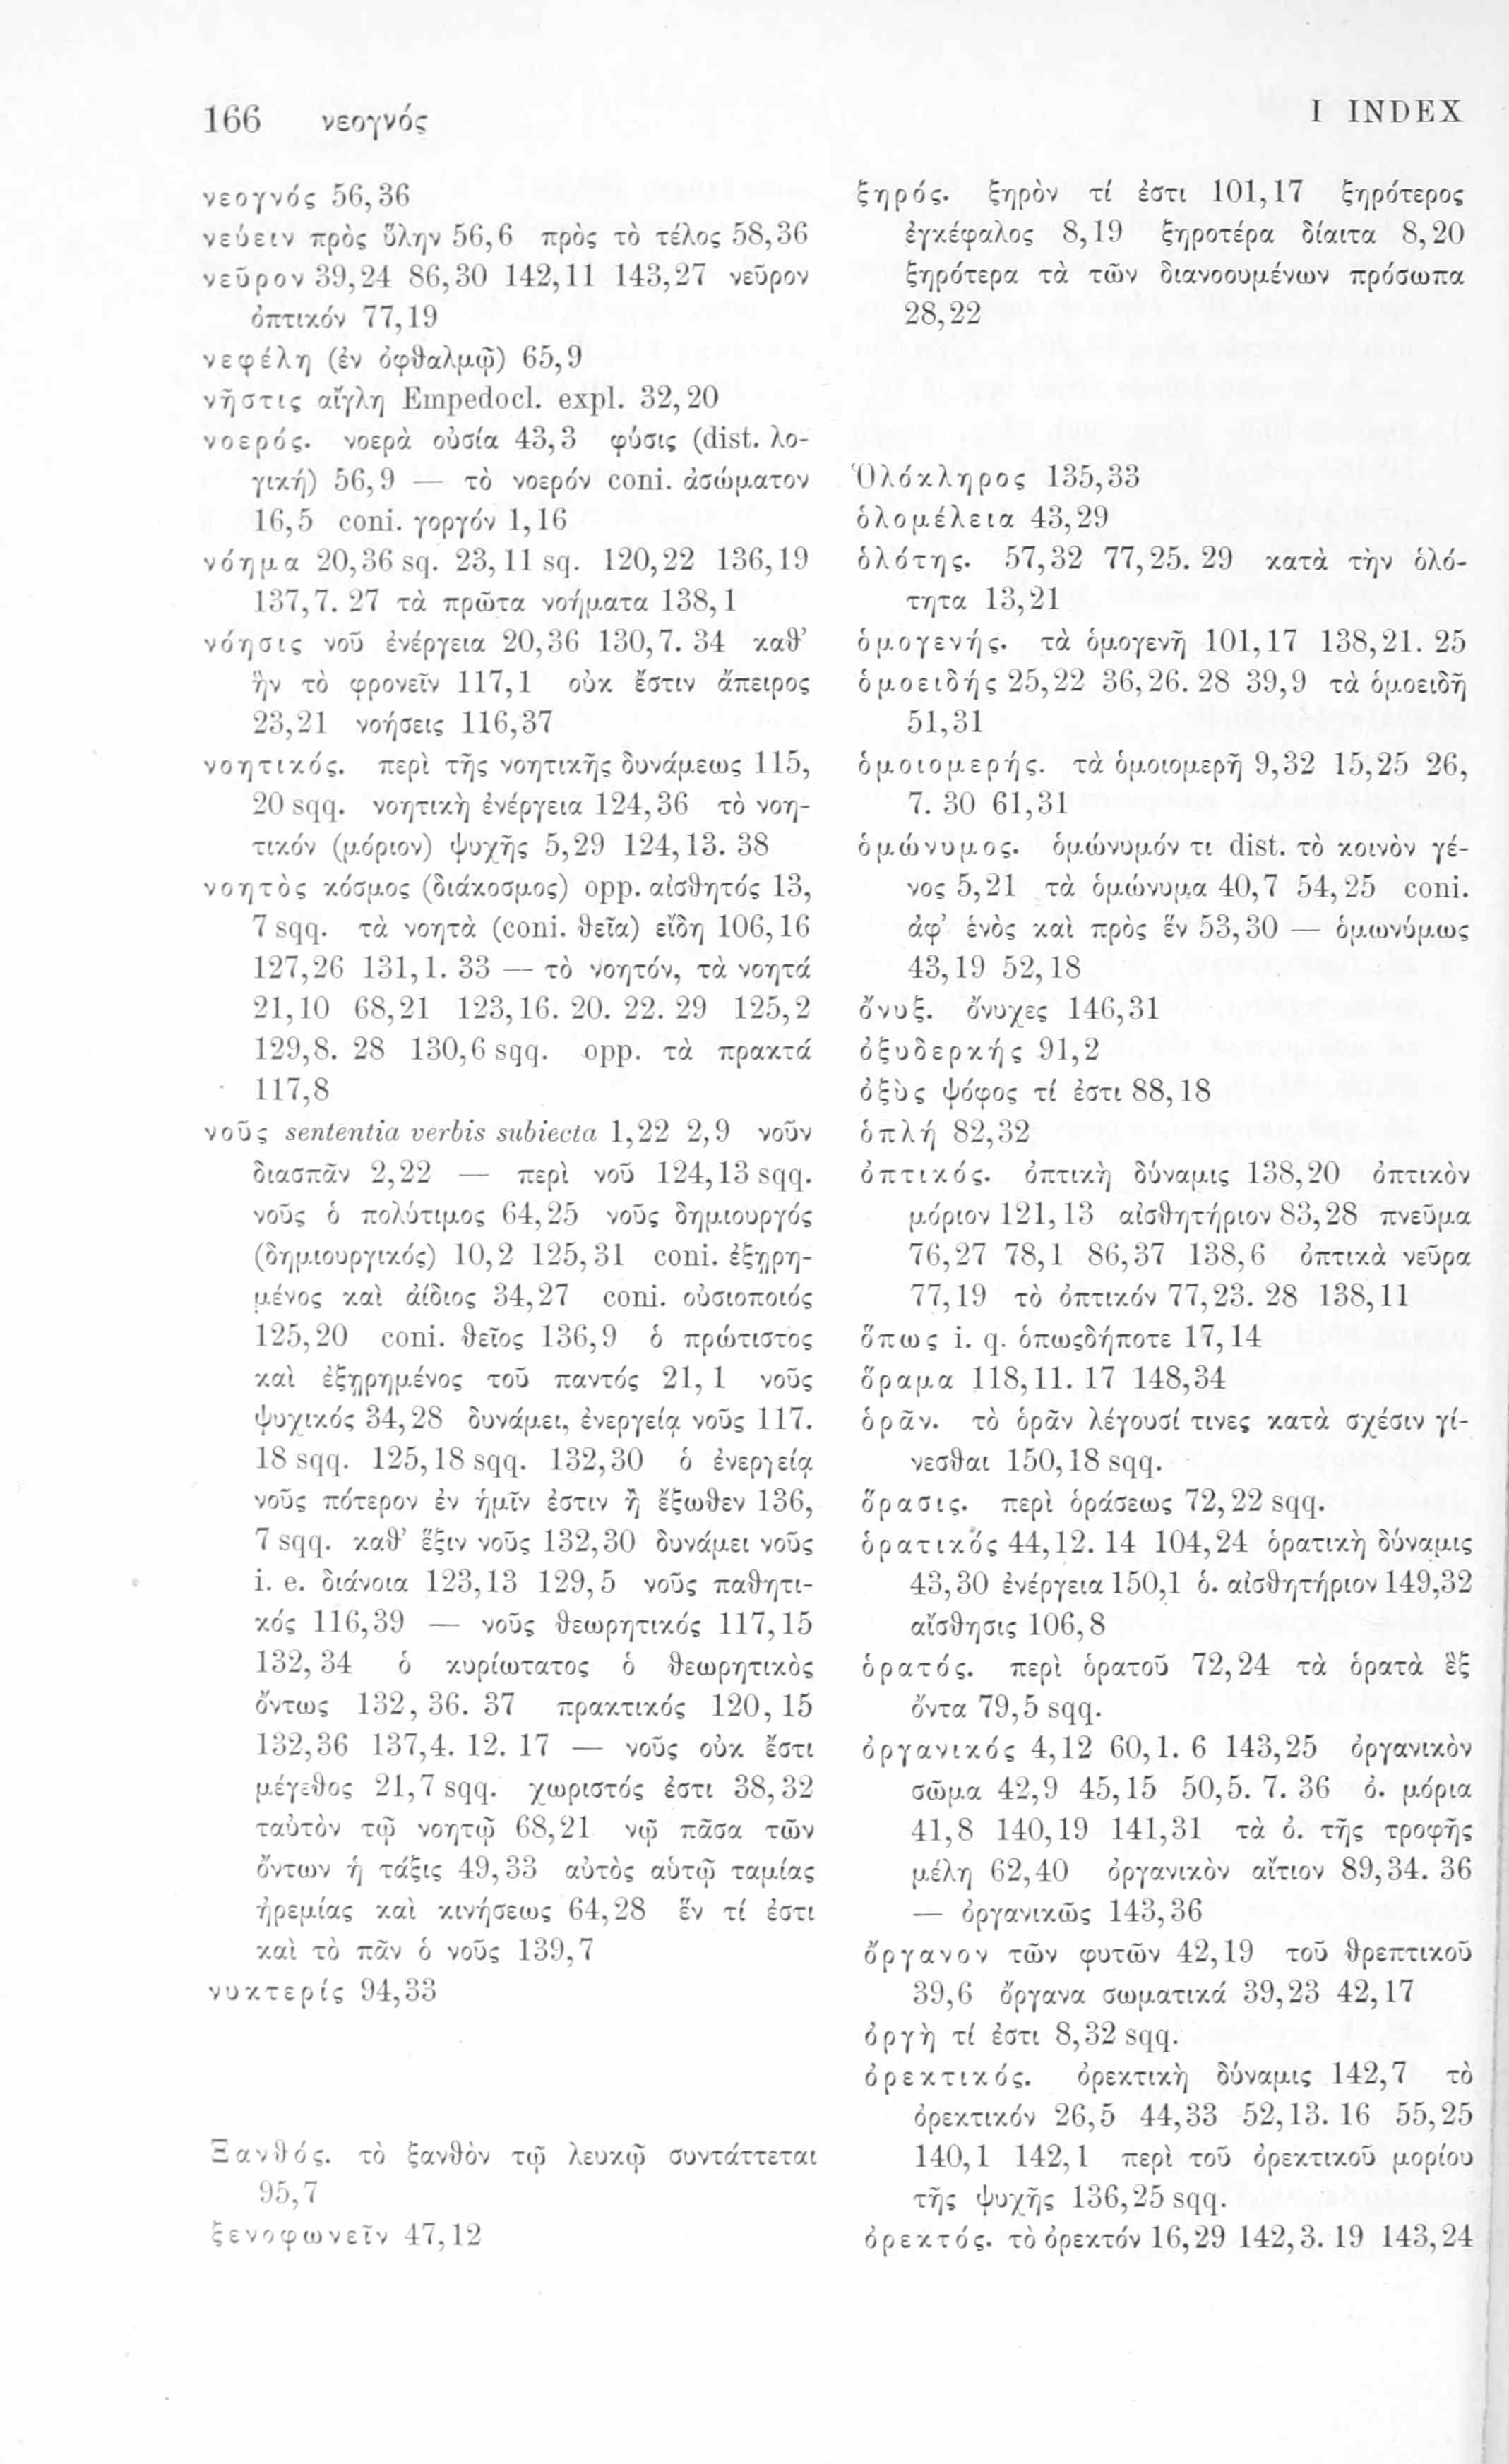 166 νεογνός
I INDEX
νεογνός 56,36
νεύειν πρὸς ὕλην 56,6 πρὸς τὸ τέλος 58,36
νεῦρον 39,24 86,30 142,11 143,27 νεῦρον
ὀπτικόν 77,19
νεφέλη (ἐν ὀφθαλμῷ) 65,9
νῆστις αἴγλη Empedocl. expl. 32,20
νοερός. νοερὰ οὐσία 43,3 φύσις (dist. λο-
γική) 56,9 — τὸ νοερόν coni. ἀσώματον
16,5 coni. γοργόν 1,16
νόημα 20,36 sq. 23,11 sq. 120,22 136,19
137,7. 27 τὰ πρῶτα νοήματα 138,1
νόησις νοῦ ἐνέργεια 20,36 130,7. 34 καθ’
ἣν τὸ φρονεῖν 117,1 οὐκ ἔστιν ἄπειρος
23,21 νοήσεις 116,37
νοητικός. περὶ τῆς νοητικῆς δυνάμεως 115,
20 sqq. νοητικὴ ἐνέργεια 124,36 τὸ νοη-
τικόν (μόριον) ψυχῆς 5,29 124,13. 38
νοητὸς κόσμος (διάκοσμος) opp. αἰσθητός 13,
7 sqq. τὰ νοητὰ (coni. θεῖα) εἴδη 106,16
127,26 131,1. 33 — τὸ νοητόν, τὰ νοητά
21,10 68,21 123,16. 20. 22. 29 125,2
129,8. 28 130,6 sqq. opp. τὰ πρακτά
117,8
νοῦς sententia verbis subiecta 1,22 2,9 νοῦν
διασπᾶν 2,22 — περὶ νοῦ 124,13 sqq.
νοῦς ὁ πολύτιμος 64,25 νοῦς δημιουργός
(δημιουργικός) 10,2 125,31 coni. ἐξῃρη-
μένος καὶ ἀίδιος 34,27 coni. οὐσιοποιός
125,20 coni. θεῖος 136,9 ὁ πρώτιστος
καὶ ἐξῃρημένος τοῦ παντός 21,1 νοῦς
ψυχικός 34,28 δυνάμει, ἐνεργείᾳ νοῦς 117.
18 sqq. 125,18 sqq. 132,30 ὁ ἐνεργείᾳ
νοῦς πότερον ἐν ἡμῖν ἐστιν ἢ ἔξωθεν 136,
7 sqq. καθ’ ἕξιν νοῦς 132,30 δυνάμει νοῦς
i. e. διάνοια 123,13 129,5 νοῦς παθητι-
κός 116,39 — νοῦς θεωρητικός 117,15
132,34 ὁ κυρίωτατος ὁ θεωρητικὸς
ὄντως 132,36. 37 πρακτικός 120,15
132,36 137,4. 12. 17 — νοῦς οὐκ ἔστι
μέγεθος 21,7 sqq. χωριστός ἐστι 38,32
ταὐτὸν τῷ νοητῷ 68,21 νῷ πᾶσα τῶν
ὄντων ἡ τάξις 49,33 αὐτὸς αὑτῷ ταμίας
ἠρεμίας καὶ κινήσεως 64,28 ἕν τί ἐστι
καὶ τὸ πᾶν ὁ νοῦς 139,7
νυκτερίς 94,33
Ξανθός. τὸ ξανθὸν τῷ λευκῷ συντάττεται
95,7
ξενοφωνεῖν 47,12
ξηρός. ξηρὸν τί ἐστι 101,17 ξηρότερος
ἐγκέφαλος 8,19 ξηροτέρα δίαιτα 8,20
ξηρότερα τὰ τῶν διανοουμένων πρόσωπα
28,22
Ὁλόκληρος 135,33
ὁλομέλεια 43,29
ὁλότης. 57,32 77,25. 29 κατὰ τὴν ὁλό-
τητα 13,21
ὁμογενής. τὰ ὁμογενῆ 101,17 138,21. 25
ὁμοειδής 25,22 36,26. 28 39,9 τὰ ὁμοειδῆ
51,31
ὁμοιομερής. τὰ ὁμοιομερῆ 9,32 15,25 26,
7. 30 61,31
ὁμώνυμος. ὁμώνυμόν τι dist. τὸ κοινὸν γέ-
νος 5,21 τὰ ὁμώνυμα 40,7 54,25 coni.
ἀφ’ ἑνὸς καὶ πρὸς ἕν 53,30 — ὁμωνύμως
43,19 52,18
ὄνυξ. ὄνυχες 146,31
ὀξυδερκής 91,2
ὀξὺς ψόφος τί ἐστι 88,18
ὁπλή 82,32
ὀπτικός. ὀπτικὴ δύναμις 138,20 ὀπτικὸν
μόριον 121,13 αἰσθητήριον 83,28 πνεῦμα
76,27 78,1 86,37 138,6 ὀπτικὰ νεῦρα
77,19 τὸ ὀπτικόν 77,23. 28 138,11
ὅπως i. q. ὁπωςδήποτε 17,14
ὅραμα 118,11. 17 148,34
ὁρᾶν. τὸ ὁρᾶν λέγουσί τινες κατὰ σχέσιν γί-
νεσθαι 150,18 sqq.
ὅρασις. περὶ ὁράσεως 72,22 sqq.
ὁρατικός 44,12. 14 104,24 ὁρατικὴ δύναμις
43,30 ἐνέργεια 150,1 ὁ. αἰσθητήριον 149,32
αἴσθησις 106,8
ὁρατός. περὶ ὁρατοῦ 72,24 τὰ ὁρατὰ ἓξ
ὄντα 79,5 sqq.
ὀργανικός 4,12 60,1. 6 143,25 ὀργανικὸν
σῶμα 42,9 45,15 50,5. 7. 36 ὀ. μόρια
41,8 140,19 141,31 τὰ ὀ. τῆς τροφῆς
μέλη 62,40 ὀργανικὸν αἴτιον 89,34. 36
— ὀργανικῶς 143,36
ὄργανον τῶν φυτῶν 42,19 τοῦ θρεπτικοῦ
39,6 ὄργανα σωματικά 39,23 42,17
ὀργὴ τί ἐστι 8,32 sqq.
ὀρεκτικός. ὀρεκτικὴ δύναμις 142,7 τὸ
ὀρεκτικόν 26,5 44,33 52,13. 16 55,25
140,1 142,1 περὶ τοῦ ὀρεκτικοῦ μορίου
τῆς ψυχῆς 136,25 sqq.
ὀρεκτός. τὸ ὀρεκτόν 16,29 142,3. 19 143,24